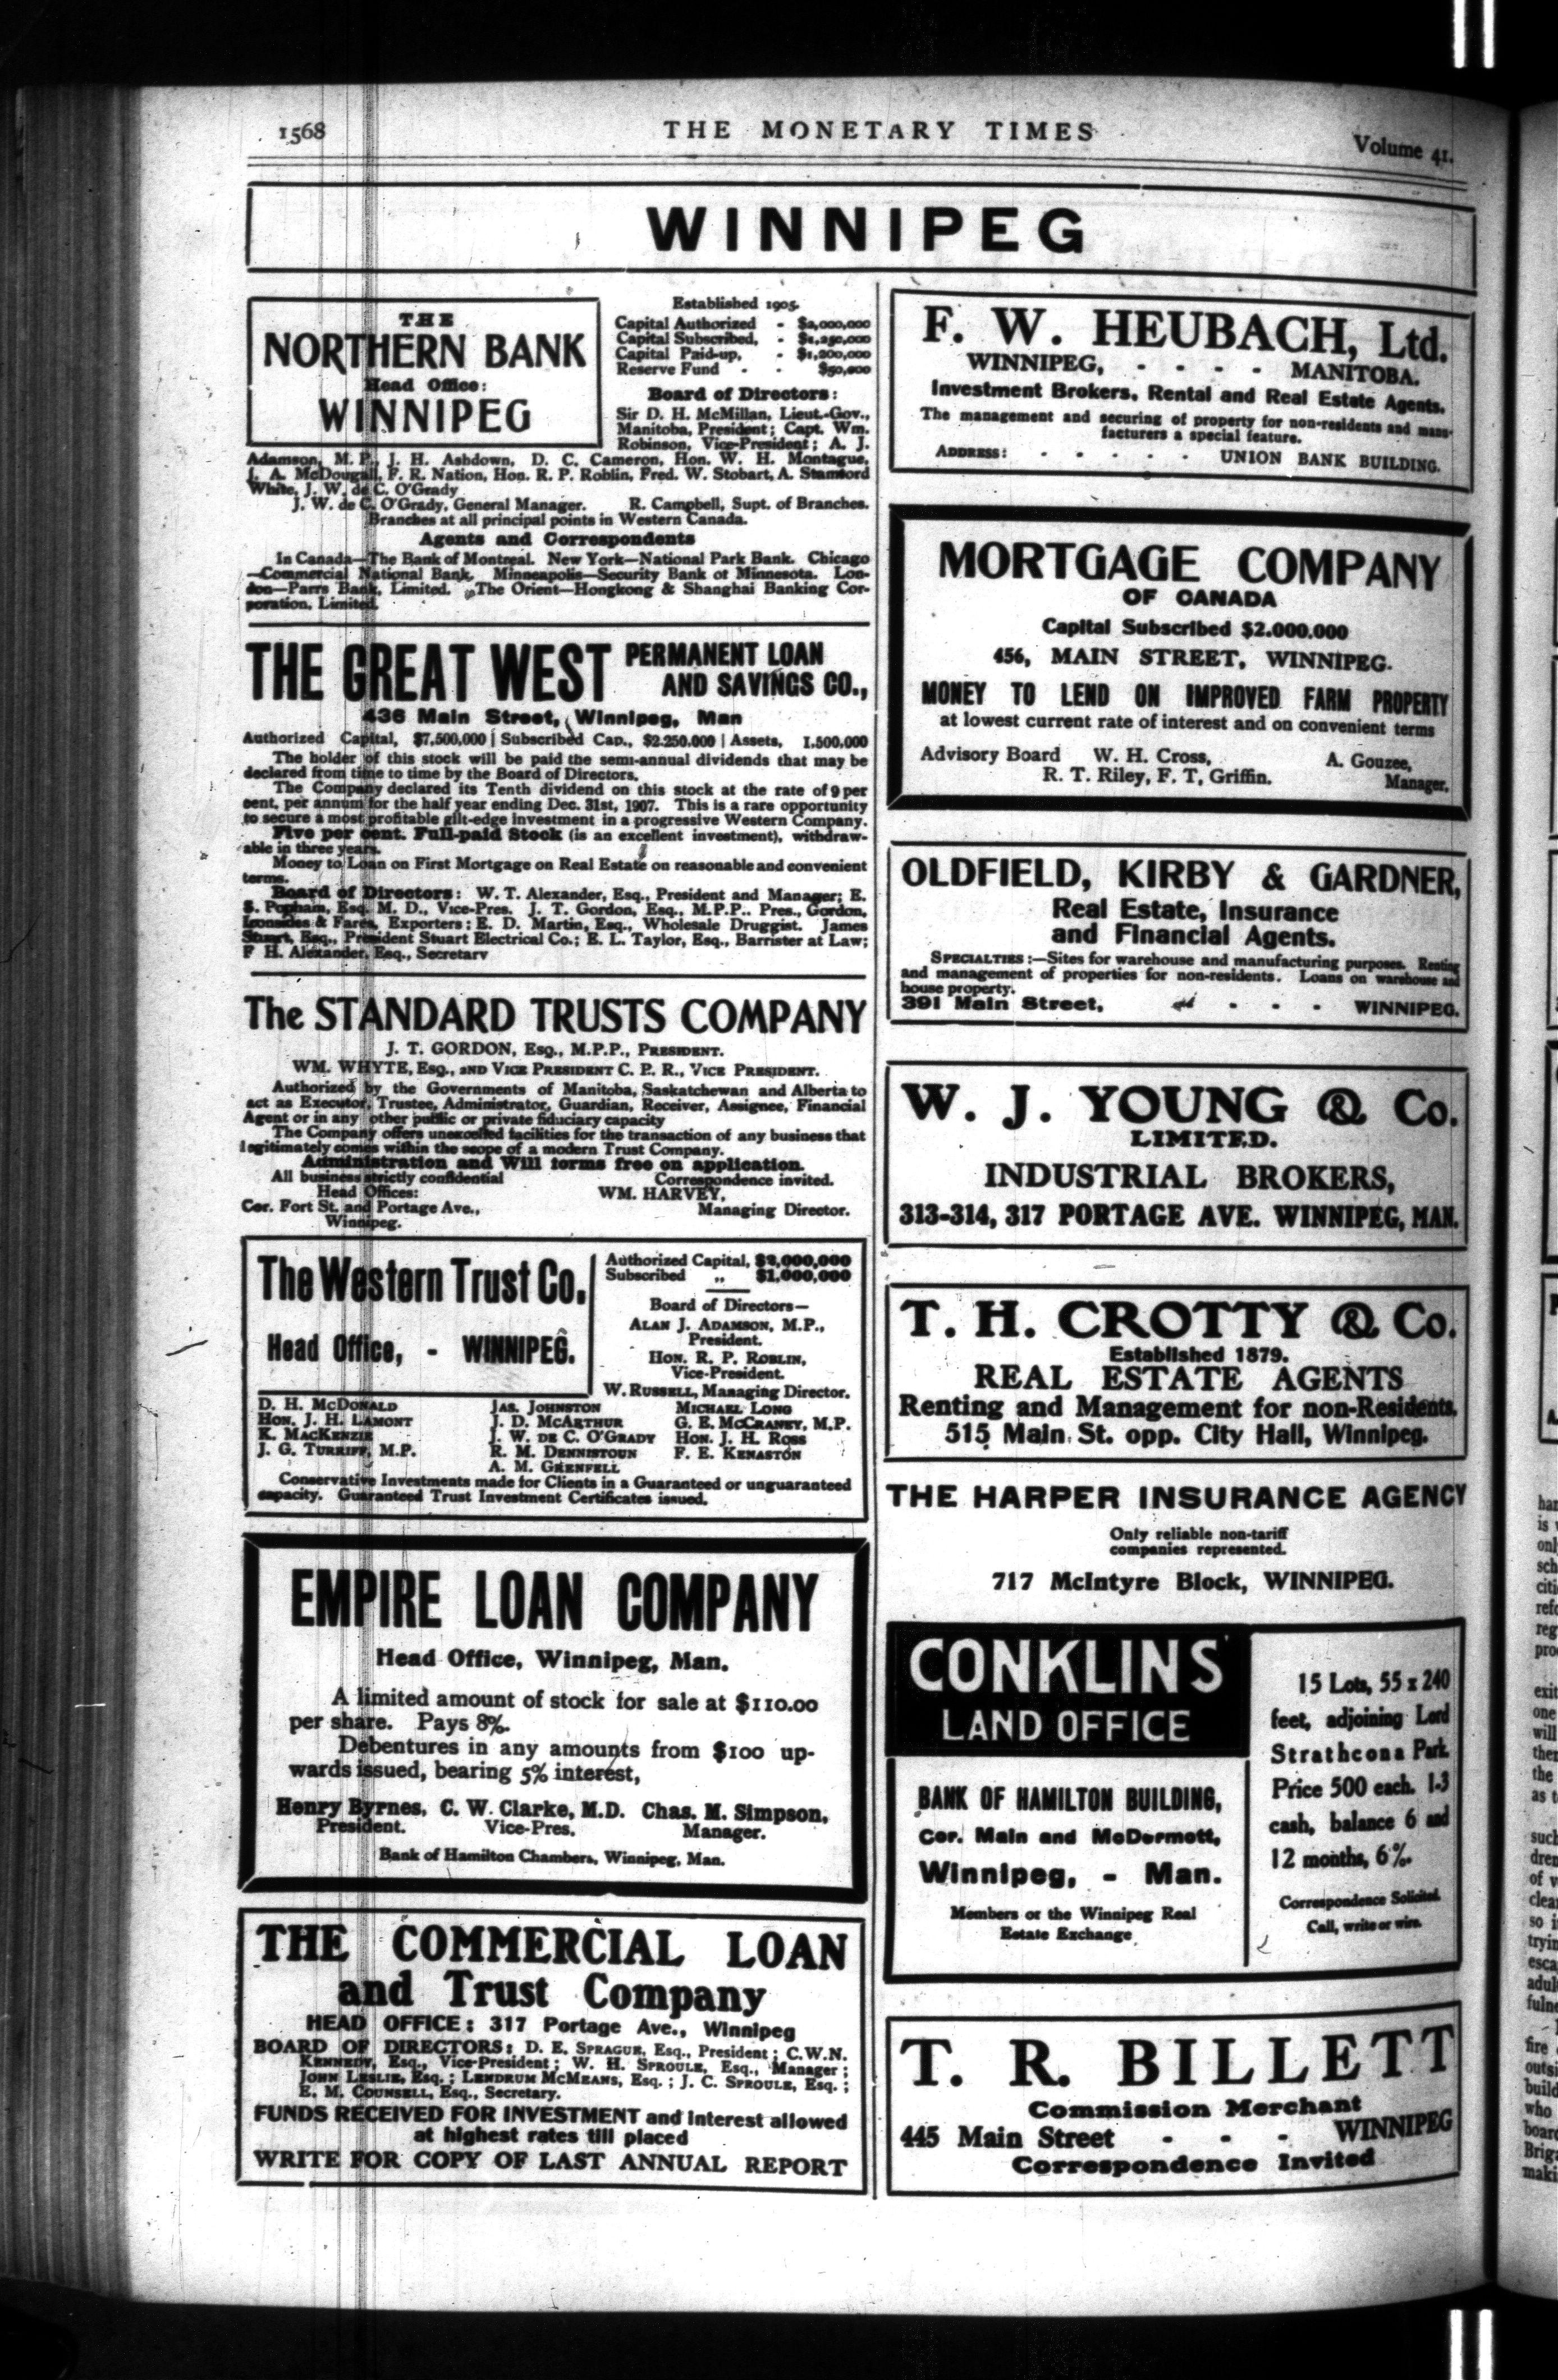 1568
THE MONETARY TIMES
Volume 41.
WINNIPEG
THE
NORTHERN BANK
Head Office:
WINNIPEG
Established 1905.
Capital Authorized - $2,000,000
Capital Subscribed, - $1,250,000
Capital Paid-up, - $1,200,000
Reserve Fund - - $50,000
Board of Directors:
Sir D. H. McMillan, Lieut.-Gov.,
Manitoba, President; Capt. Wm.
Robinson, Vice-President; A. J.
Adamson, M. P., J. H. Ashdown, D. C. Cameron, Hon. W. H. Montague,
J. A. McDougall, F. R. Nation, Hon. R. P. Roblin, Fred. W. Stobart, A. Stamford
White, J. W. de C. O'Grady
J. W. de C. O'Grady, General Manager. R. Campbell, Supt. of Branches.
Branches at all principal points in Western Canada.
Agents and Correspondents
In Canada—The Bank of Montreal. New York—National Park Bank. Chicago
—Commercial National Bank. Minneapolis—Security Bank of Minnesota. Lon-
don—Parrs Bank, Limited. The Orient—Hongkong & Shanghai Banking Cor-
poration, Limited.
THE GREAT WEST PERMANENT LOAN
AND SAVINGS CO.,
436 Main Street, Winnipeg, Man
Authorized Capital, $7,500,000 | Subscribed Cap., $2.250.000 | Assets, 1.500,000
The holder of this stock will be paid the semi-annual dividends that may be
declared from time to time by the Board of Directors.
The Company declared its Tenth dividend on this stock at the rate of 9 per
cent, per annum for the half year ending Dec. 31st, 1907. This is a rare opportunity
to secure a most profitable gilt-edge investment in a progressive Western Company.
Five per cent. Full-paid Stock (is an excellent investment), withdraw-
able in three years.
Money to Loan on First Mortgage on Real Estate on reasonable and convenient
terms.
Board of Directors: W. T. Alexander, Esq., President and Manager; E.
S. Popham, Esq. M. D., Vice-Pres. J. T. Gordon, Esq., M.P.P.. Pres., Gordon,
Ironsides & Fares, Exporters; E. D. Martin, Esq., Wholesale Druggist. James
Stuart, Esq., President Stuart Electrical Co.; E. L. Taylor, Esq., Barrister at Law;
F H. Alexander, Esq., Secretary
The STANDARD TRUSTS COMPANY
J. T. GORDON, Esq., M.P.P., PRESIDENT.
WM. WHYTE, Esq., 2ND VICE PRESIDENT C. P. R., VICE PRESIDENT.
Authorized by the Governments of Manitoba, Saskatchewan and Alberta to
act as Executor, Trustee, Administrator, Guardian, Receiver, Assignee, Financial
Agent or in any other public or private fiduciary capacity
The Company offers unexcelled facilities for the transaction of any business that
legitimately comes within the scope of a modern Trust Company.
Administration and Will forms free on application.
All business strictly confidential Correspondence invited.
Head Offices: WM. HARVEY,
Cor. Fort St. and Portage Ave., Managing Director.
Winnipeg.
The Western Trust Co.
Head Office, - WINNIPEG.
Authorized Capital, $2,000,000
Subscribed „ $1,000,000
Board of Directors—
ALAN J. ADAMSON, M.P.,
President.
HON. R. P. ROBLIN,
Vice-President.
W. RUSSELL, Managing Director.
D. H. MCDONALD JAS. JOHNSTON MICHAEL LONG
HON. J. H. LAMONT J. D. MCARTHUR G. E. MCCRANEY, M.P.
K. MACKENZIE J. W. DE C. O'GRADY HON. J. H. ROSS
J. G. TURRIFF, M.P. R. M. DENNISTOUN F. E. KENASTON
A. M. GRENFELL
Conservative Investments made for Clients in a Guaranteed or unguaranteed
capacity. Guaranteed Trust Investment Certificates issued.
EMPIRE LOAN COMPANY
Head Office, Winnipeg, Man.
A limited amount of stock for sale at $110.00
per share. Pays 8%.
Debentures in any amounts from $100 up-
wards issued, bearing 5% interest,
Henry Byrnes, C. W. Clarke, M.D. Chas. M. Simpson,
President. Vice-Pres. Manager.
Bank of Hamilton Chambers, Winnipeg, Man.
THE COMMERCIAL LOAN
and Trust Company
HEAD OFFICE: 317 Portage Ave., Winnipeg
BOARD OF DIRECTORS: D. E. SPRAGUE, Esq., President; C.W.N.
KENNEDY, Esq., Vice-President; W. H. SPROULE, Esq., Manager;
JOHN LESLIE, Esq.; LENDRUM MCMEANS, Esq.; J. C. SPROULE, Esq.;
E. M. COUNSELL, Esq., Secretary.
FUNDS RECEIVED FOR INVESTMENT and interest allowed
at highest rates till placed
WRITE FOR COPY OF LAST ANNUAL REPORT
F. W. HEUBACH, Ltd.
WINNIPEG, - - - - MANITOBA.
Investment Brokers, Rental and Real Estate Agents.
The management and securing of property for non-residents and manu-
facturers a special feature.
ADDRESS: - - - - - UNION BANK BUILDING.
MORTGAGE COMPANY
OF CANADA
Capital Subscribed $2.000.000
456, MAIN STREET, WINNIPEG.
MONEY TO LEND ON IMPROVED FARM PROPERTY
at lowest current rate of interest and on convenient terms
Advisory Board W. H. Cross, A. Gouzee,
R. T. Riley, F. T, Griffin. Manager.
OLDFIELD, KIRBY & GARDNER,
Real Estate, Insurance
and Financial Agents.
SPECIALTIES:—Sites for warehouse and manufacturing purposes. Renting
and management of properties for non-residents. Loans on warehouse and
house property.
391 Main Street, - - - WINNIPEG.
W. J. YOUNG & Co.
LIMITED.
INDUSTRIAL BROKERS,
313-314, 317 PORTAGE AVE. WINNIPEG, MAN.
T. H. CROTTY & Co.
Established 1879.
REAL ESTATE AGENTS
Renting and Management for non-Residents.
515 Main St. opp. City Hall, Winnipeg.
THE HARPER INSURANCE AGENCY
Only reliable non-tariff
companies represented.
717 McIntyre Block, WINNIPEG.
CONKLINS'
LAND OFFICE
BANK OF HAMILTON BUILDING,
Cor. Main and McDermott,
Winnipeg, - Man.
Members or the Winnipeg Real
Estate Exchange
15 Lots, 55 x 240
feet, adjoining Lord
Strathcona Park.
Price 500 each. 1-3
cash, balance 6 and
12 months, 6%.
Correspondence Solicited.
Call, write or wire.
T. R. BILLETT
Commission Merchant
445 Main Street - - - WINNIPEG
Correspondence Invited